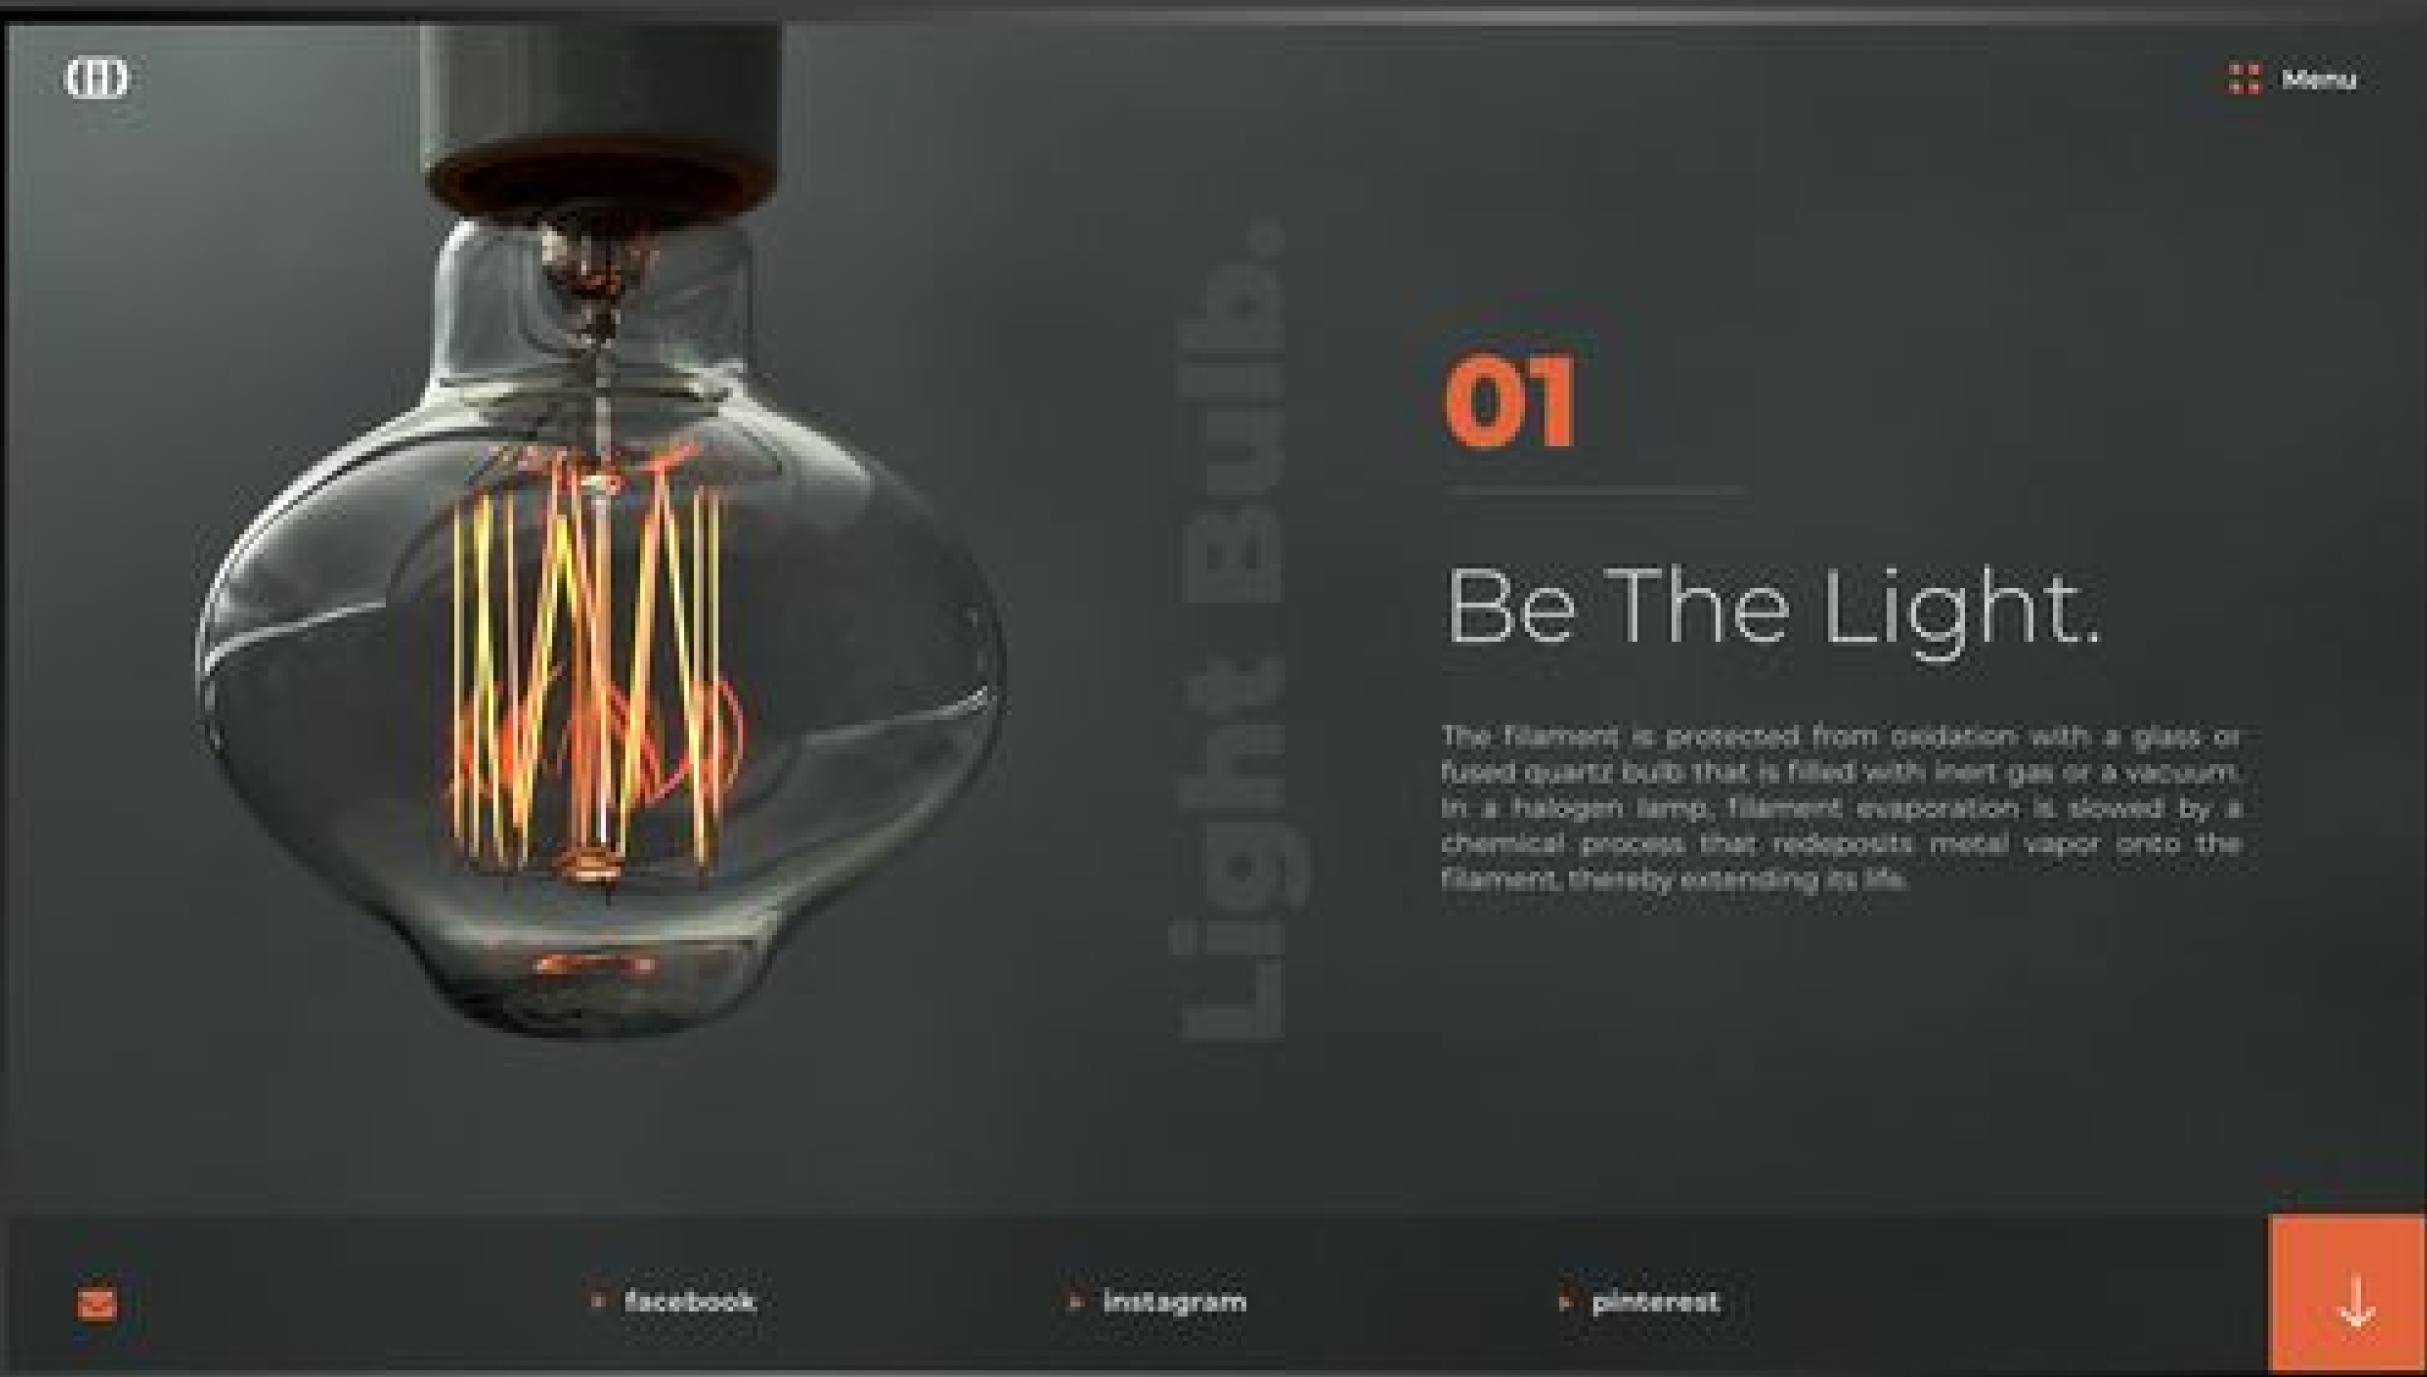 Menu
Light Bulb.
01
Be The Light.
The filament is protected from oxidation with a glass or
fused quartz bulb that is filled with inert gas or a vacuum.
In a halogen lamp, filament evaporation is slowed by a
chemical process that redeposits metal vapor onto the
filament, thereby extending its life.
facebook
instagram
pinterest